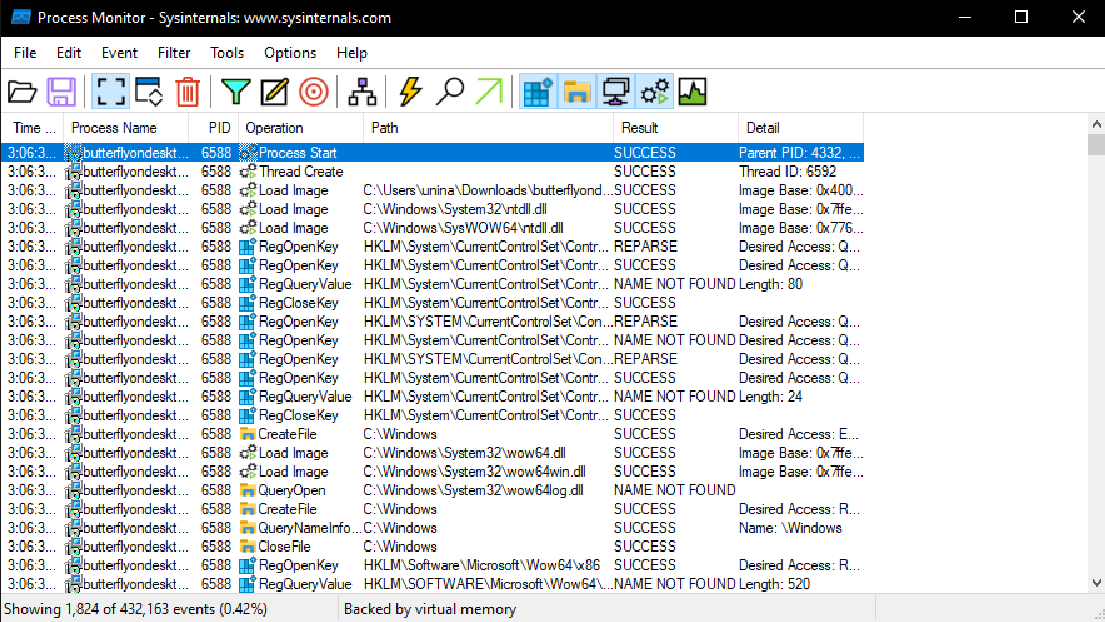 Process Monitor - Sysinternals: www.sysinternals.com
File Edit Event Filter Tools Options Help
Time ... Process Name PID Operation Path Result Detail
3:06:3... butterflyondeskt... 6588 Process Start SUCCESS Parent PID: 4332, ...
3:06:3... butterflyondeskt... 6588 Thread Create SUCCESS Thread ID: 6592
3:06:3... butterflyondeskt... 6588 Load Image C:\Users\unina\Downloads\butterflyond... SUCCESS Image Base: 0x400...
3:06:3... butterflyondeskt... 6588 Load Image C:\Windows\System32\ntdll.dll SUCCESS Image Base: 0x7ffe...
3:06:3... butterflyondeskt... 6588 Load Image C:\Windows\SysWOW64\ntdll.dll SUCCESS Image Base: 0x776...
3:06:3... butterflyondeskt... 6588 RegOpenKey HKLM\System\CurrentControlSet\Contr... REPARSE Desired Access: Q...
3:06:3... butterflyondeskt... 6588 RegOpenKey HKLM\System\CurrentControlSet\Contr... SUCCESS Desired Access: Q...
3:06:3... butterflyondeskt... 6588 RegQueryValue HKLM\System\CurrentControlSet\Contr... NAME NOT FOUND Length: 80
3:06:3... butterflyondeskt... 6588 RegCloseKey HKLM\System\CurrentControlSet\Contr... SUCCESS
3:06:3... butterflyondeskt... 6588 RegOpenKey HKLM\SYSTEM\CurrentControlSet\Con... REPARSE Desired Access: Q...
3:06:3... butterflyondeskt... 6588 RegOpenKey HKLM\System\CurrentControlSet\Contr... NAME NOT FOUND Desired Access: Q...
3:06:3... butterflyondeskt... 6588 RegOpenKey HKLM\SYSTEM\CurrentControlSet\Con... REPARSE Desired Access: Q...
3:06:3... butterflyondeskt... 6588 RegOpenKey HKLM\System\CurrentControlSet\Contr... SUCCESS Desired Access: Q...
3:06:3... butterflyondeskt... 6588 RegQueryValue HKLM\System\CurrentControlSet\Contr... NAME NOT FOUND Length: 24
3:06:3... butterflyondeskt... 6588 RegCloseKey HKLM\System\CurrentControlSet\Contr... SUCCESS
3:06:3... butterflyondeskt... 6588 CreateFile C:\Windows SUCCESS Desired Access: E...
3:06:3... butterflyondeskt... 6588 Load Image C:\Windows\System32\wow64.dll SUCCESS Image Base: 0x7ffe...
3:06:3... butterflyondeskt... 6588 Load Image C:\Windows\System32\wow64win.dll SUCCESS Image Base: 0x7ffe...
3:06:3... butterflyondeskt... 6588 QueryOpen C:\Windows\System32\wow64log.dll NAME NOT FOUND
3:06:3... butterflyondeskt... 6588 CreateFile C:\Windows SUCCESS Desired Access: R...
3:06:3... butterflyondeskt... 6588 QueryNameInfo... C:\Windows SUCCESS Name: \Windows
3:06:3... butterflyondeskt... 6588 CloseFile C:\Windows SUCCESS
3:06:3... butterflyondeskt... 6588 RegOpenKey HKLM\Software\Microsoft\Wow64\x86 SUCCESS Desired Access: R...
3:06:3... butterflyondeskt... 6588 RegQueryValue HKLM\SOFTWARE\Microsoft\Wow64\... NAME NOT FOUND Length: 520
Showing 1,824 of 432,163 events (0.42%) Backed by virtual memory